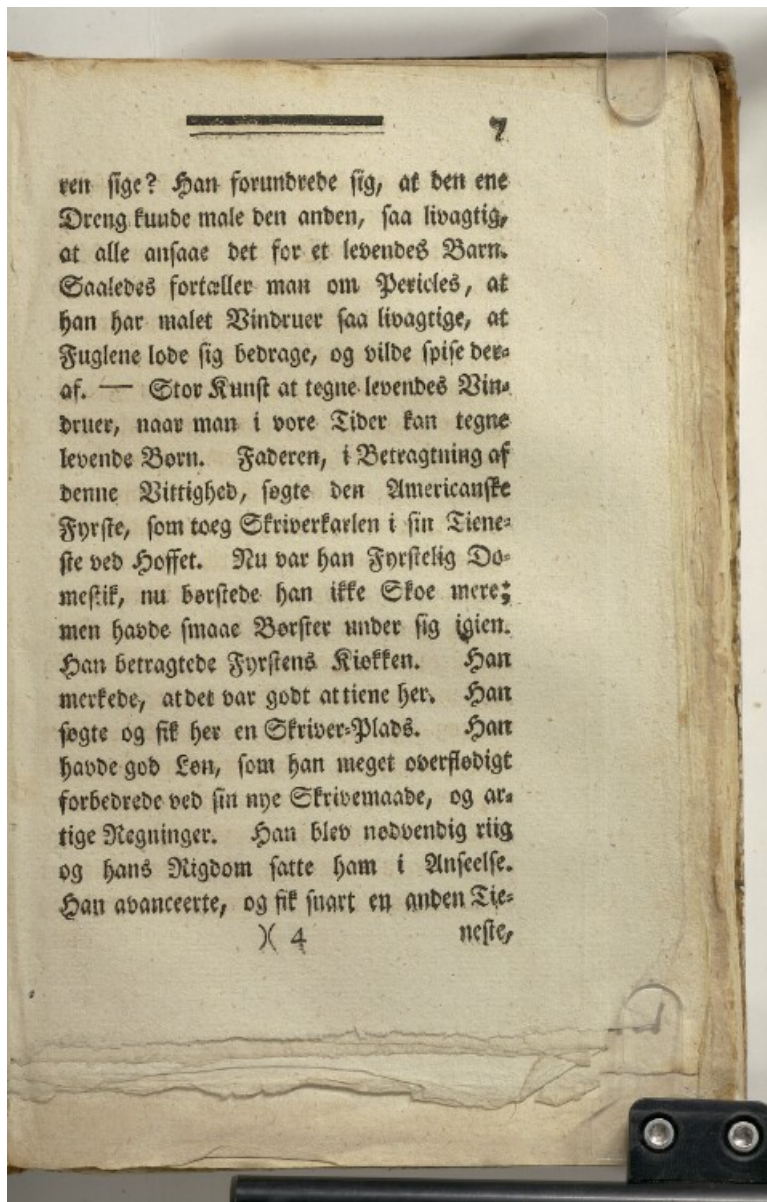 7
ren sige? Han forundrede sig, at den ene
Dreng kunde male den anden, saa livagtig,
at alle ansaae det for et levendes Barn.
Saaledes fortæller man om Pericles, at
han har malet Vindruer saa livagtige, at
Fuglene lode sig bedrage, og vilde spise der-
af. — Stor Kunst at tegne levendes Vin-
druer, naar man i vore Tider kan tegne
levende Børn. Faderen, i Betragtning af
denne Vittighed, søgte den Americanske
Fyrste, som toeg Skriverkarlen i sin Tiene-
ste ved Hoffet. Nu var han Fyrstelig Do-
mestik, nu børstede han ikke Skoe mere;
men havde smaae Børster under sig igien.
Han betragtede Fyrstens Kiøkken. Han
merkede, at det var godt at tiene her. Han
søgte og fik her en Skriver-Plads. Han
havde god Løn, som han meget overflødigt
forbedrede ved sin nye Skrivemaade, og ar-
tige Regninger. Han blev nødvendig riig
og hans Rigdom satte ham i Anseelse.
Han avanceerte, og fik snart en anden Tie-
)( 4 neste,